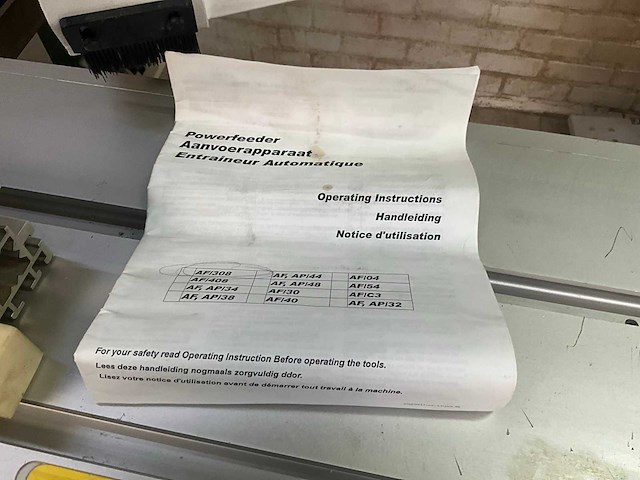 Powerfeeder
Aanvoerapparaat
Entraineur Automatique
Operating Instructions
Handleiding
Notice d'utilisation
AF/308 AF, AP/44 AF/04
AF/408 AF, AP/48 AF/54
AF, AP/34 AF/30 AF/C3
AF, AP/38 AF/40 AF, AP/32
For your safety read Operating Instruction Before operating the tools.
Lees deze handleiding nogmaals zorgvuldig ddor.
Lisez votre notice d'utilisation avant de démarrer tout travail à la machine.